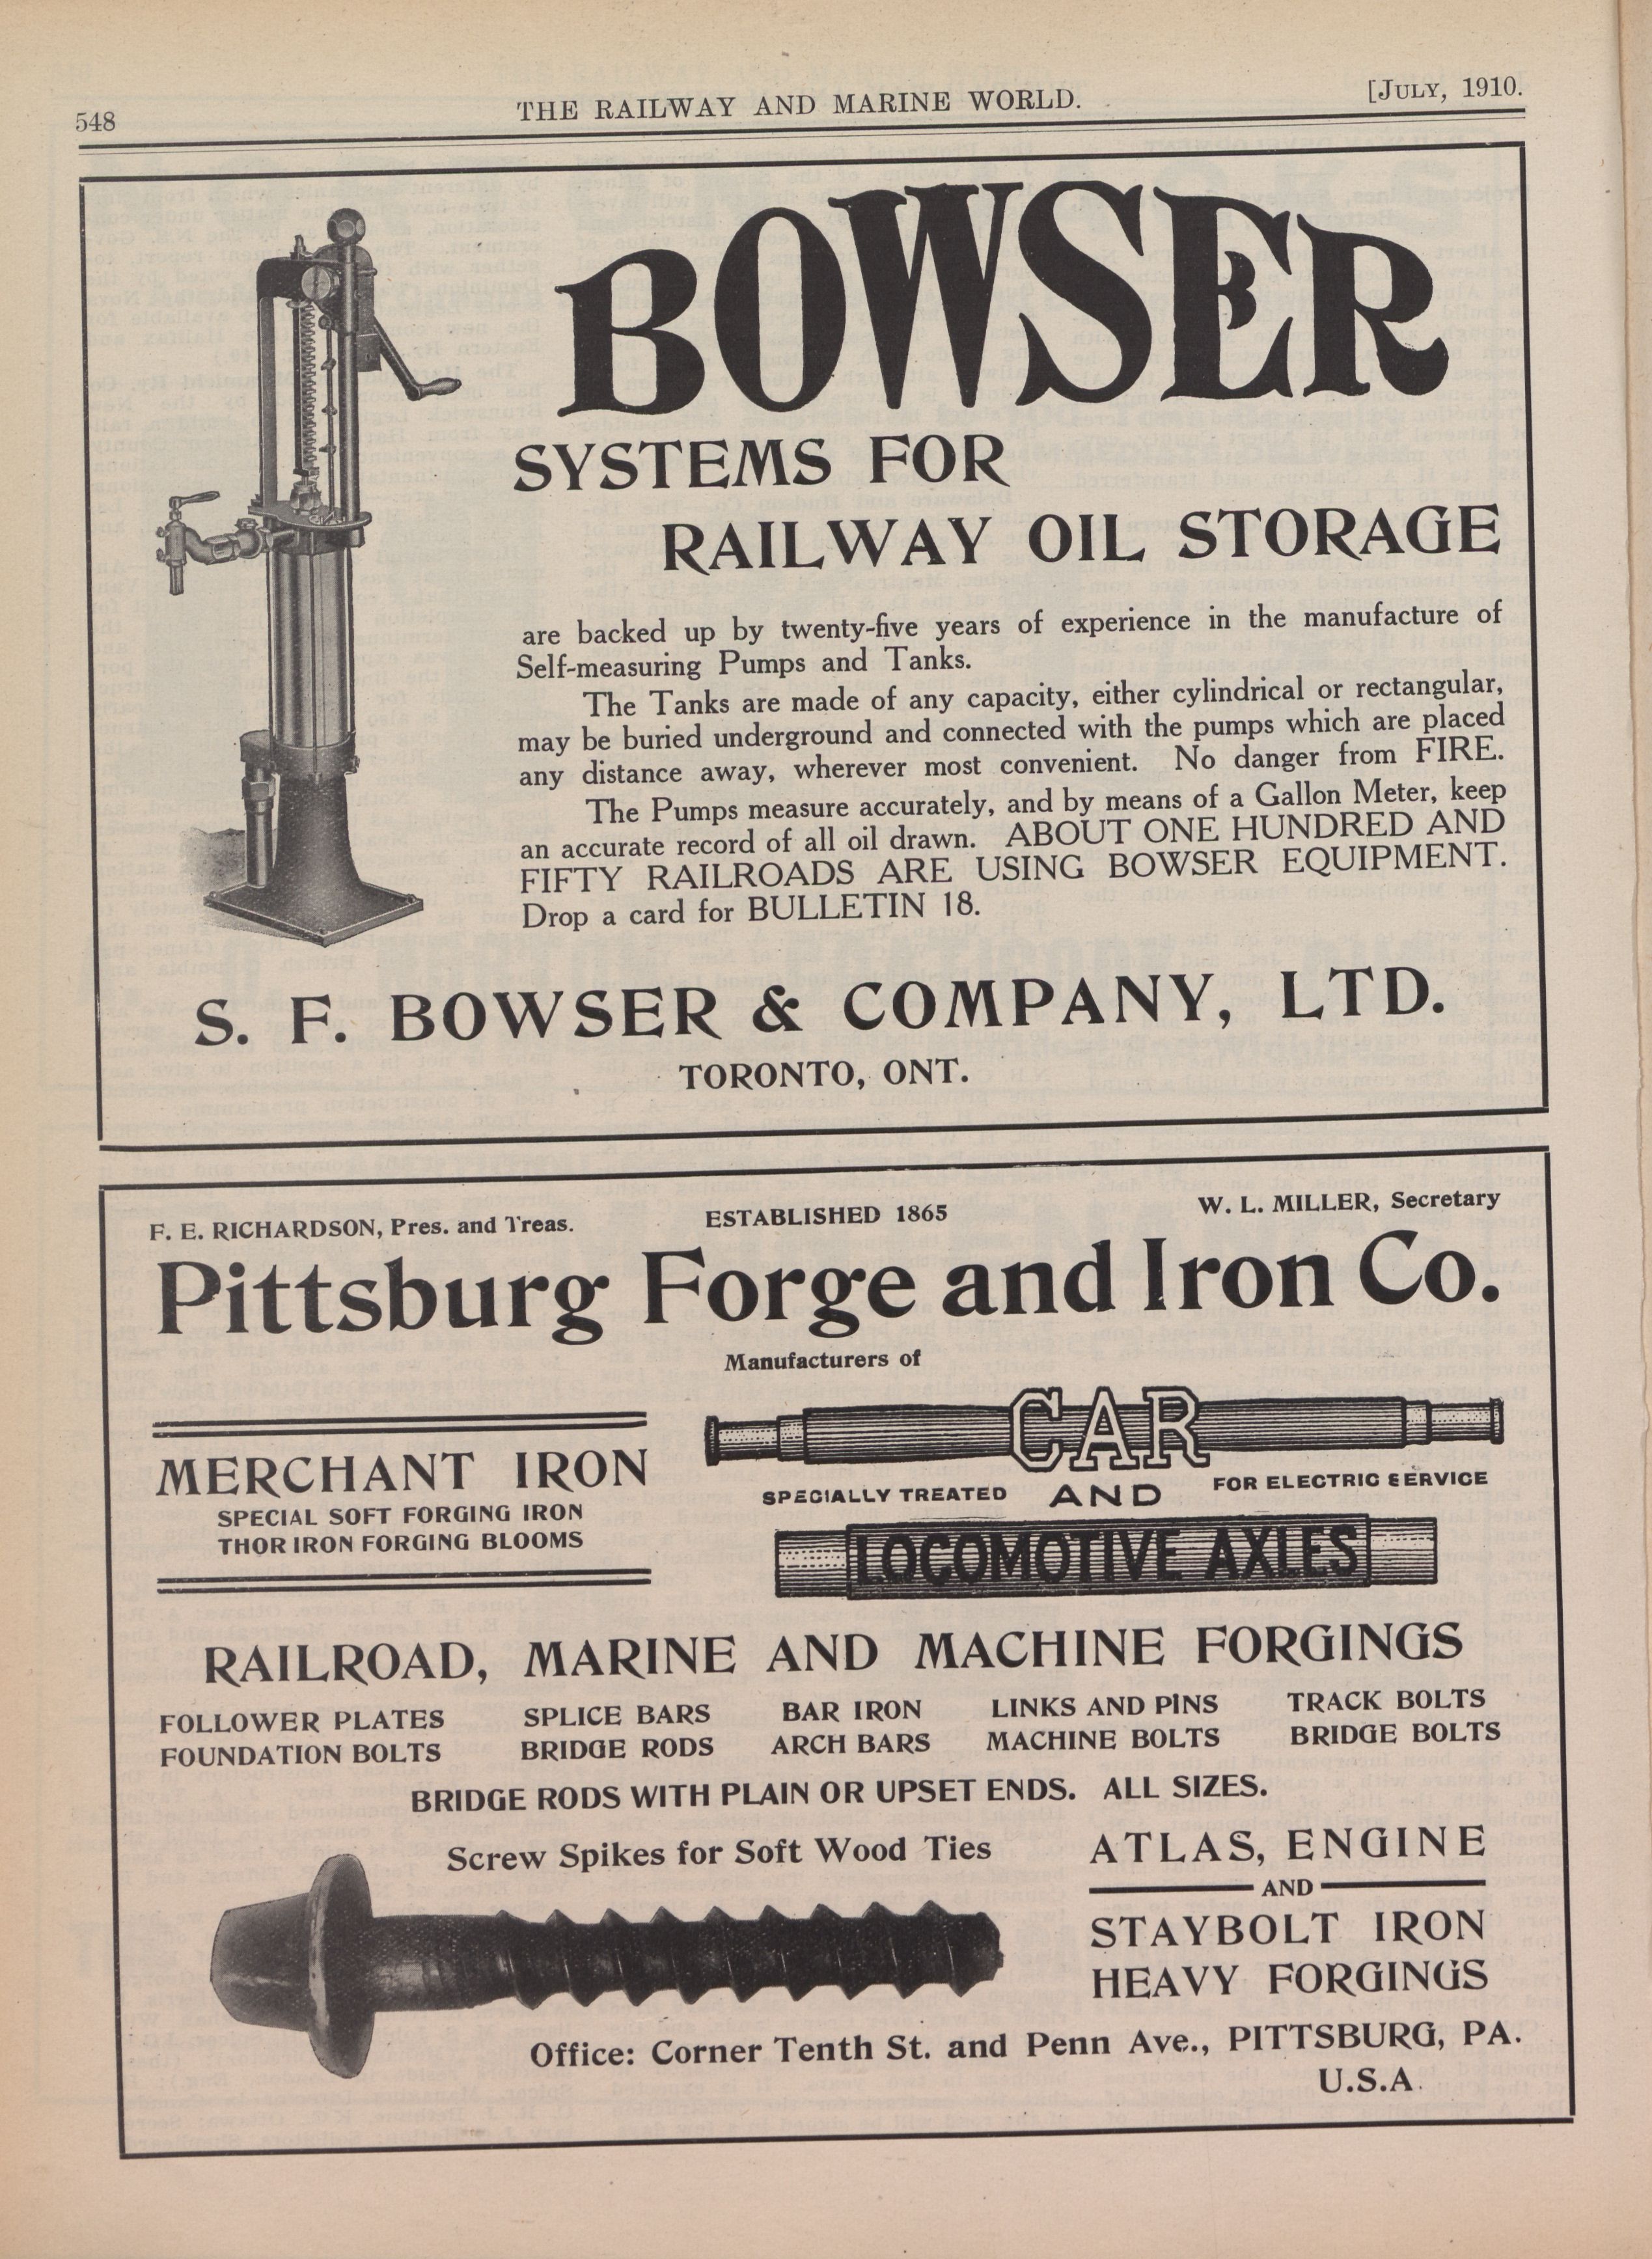 548
THE RAILWAY AND MARINE WORLD.
[JULY, 1910.
BOWSER
SYSTEMS FOR
RAILWAY OIL STORAGE
are backed up by twenty-five years of experience in the manufacture of
Self-measuring Pumps and Tanks.
The Tanks are made of any capacity, either cylindrical or rectangular,
may be buried underground and connected with the pumps which are placed
any distance away, wherever most convenient. No danger from FIRE.
The Pumps measure accurately, and by means of a Gallon Meter, keep
an accurate record of all oil drawn. ABOUT ONE HUNDRED AND
FIFTY RAILROADS ARE USING BOWSER EQUIPMENT.
Drop a card for BULLETIN 18.
S. F. BOWSER & COMPANY, LTD.
TORONTO, ONT.
F. E. RICHARDSON, Pres. and Treas.
ESTABLISHED 1865
W. L. MILLER, Secretary
Pittsburg Forge and Iron Co.
Manufacturers of
MERCHANT IRON
SPECIAL SOFT FORGING IRON
THOR IRON FORGING BLOOMS
CAR
SPECIALLY TREATED AND FOR ELECTRIC SERVICE
LOCOMOTIVE AXLES
RAILROAD, MARINE AND MACHINE FORGINGS
FOLLOWER PLATES SPLICE BARS BAR IRON LINKS AND PINS TRACK BOLTS
FOUNDATION BOLTS BRIDGE RODS ARCH BARS MACHINE BOLTS BRIDGE BOLTS
BRIDGE RODS WITH PLAIN OR UPSET ENDS. ALL SIZES.
Screw Spikes for Soft Wood Ties
ATLAS, ENGINE
AND
STAYBOLT IRON
HEAVY FORGINGS
Office: Corner Tenth St. and Penn Ave., PITTSBURG, PA.
U.S.A.